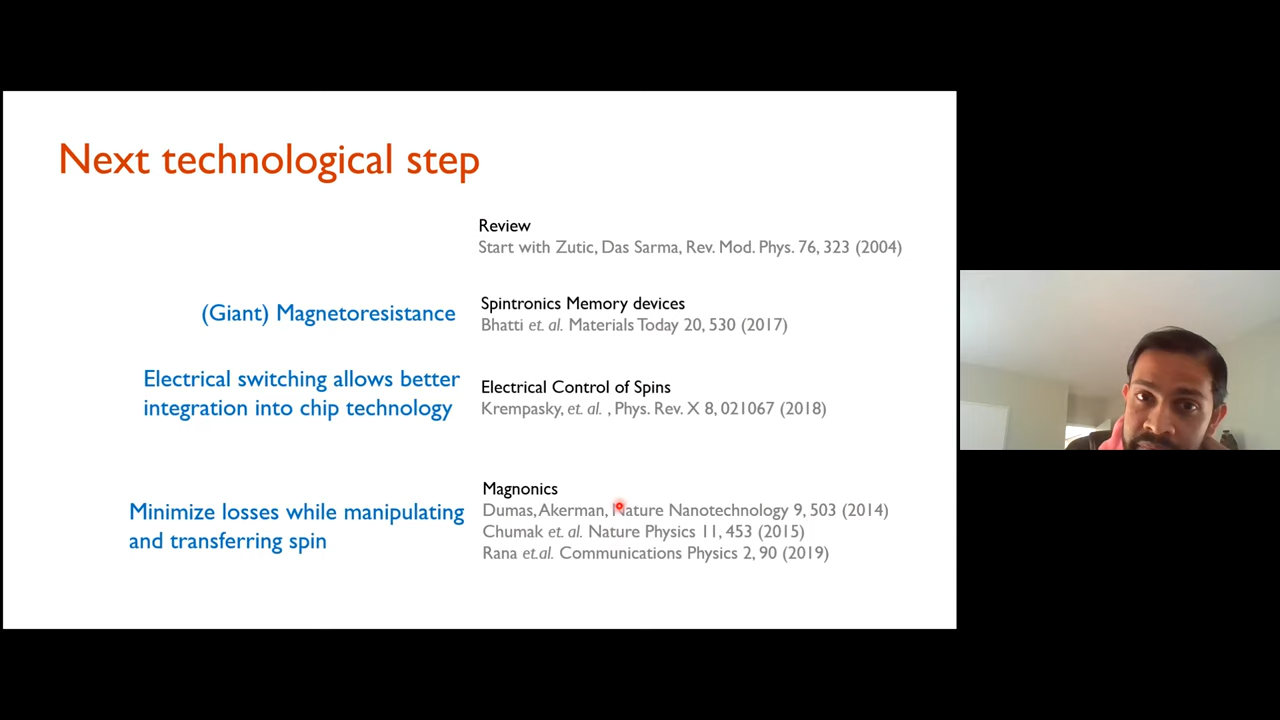 Next technological step
Review
Start with Zutic, Das Sarma, Rev. Mod. Phys. 76, 323 (2004)
(Giant) Magnetoresistance
Spintronics Memory devices
Bhatti et. al. Materials Today 20, 530 (2017)
Electrical switching allows better
integration into chip technology
Electrical Control of Spins
Krempasky, et. al. , Phys. Rev. X 8, 021067 (2018)
Minimize losses while manipulating
and transferring spin
Magnonics
Dumas, Akerman, Nature Nanotechnology 9, 503 (2014)
Chumak et. al. Nature Physics 11, 453 (2015)
Rana et.al. Communications Physics 2, 90 (2019)